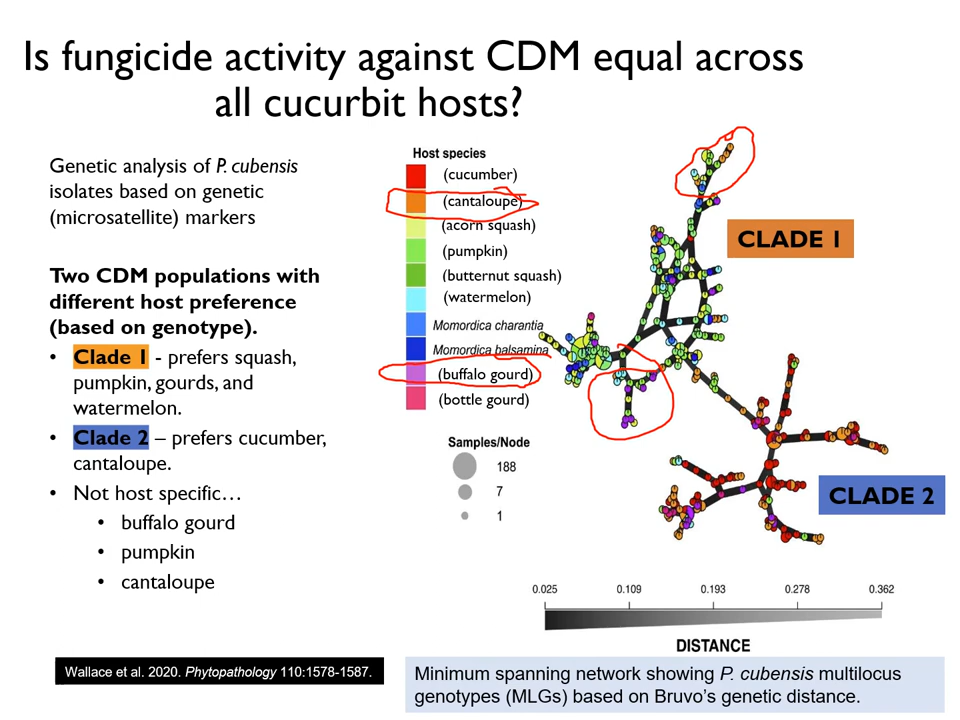 Is fungicide activity against CDM equal across
all cucurbit hosts?
Genetic analysis of P. cubensis
isolates based on genetic
(microsatellite) markers
Two CDM populations with
different host preference
(based on genotype).
• Clade 1 - prefers squash,
pumpkin, gourds, and
watermelon.
• Clade 2 – prefers cucumber,
cantaloupe.
• Not host specific…
• buffalo gourd
• pumpkin
• cantaloupe
Wallace et al. 2020. Phytopathology 110:1578-1587.
Host species
(cucumber)
(cantaloupe)
(acorn squash)
(pumpkin)
(butternut squash)
(watermelon)
Momordica charantia
Momordica balsamina
(buffalo gourd)
(bottle gourd)
Samples/Node
188
7
1
CLADE 1
CLADE 2
0.025 0.109 0.193 0.278 0.362
DISTANCE
Minimum spanning network showing P. cubensis multilocus
genotypes (MLGs) based on Bruvo’s genetic distance.